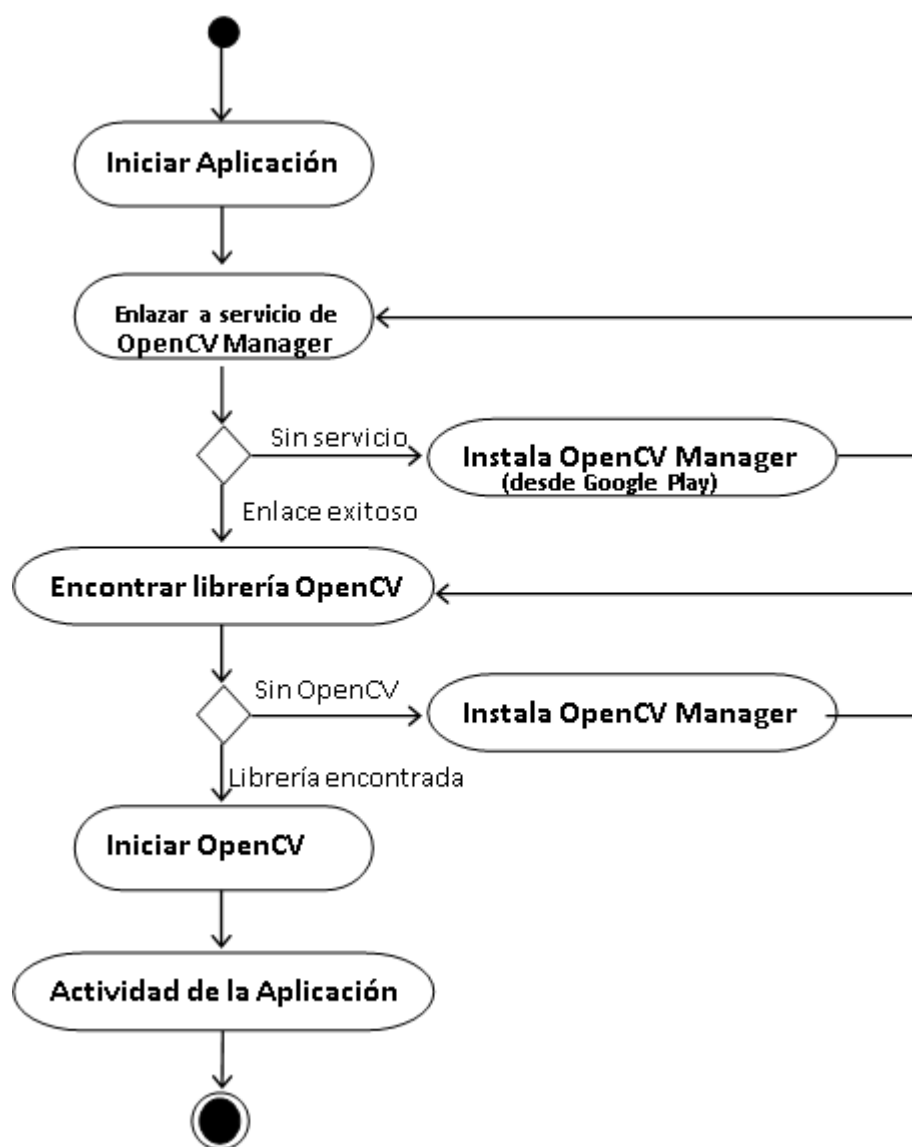 Iniciar Aplicación
Enlazar a servicio de
OpenCV Manager
Sin servicio
Instala OpenCV Manager
(desde Google Play)
Enlace exitoso
Encontrar librería OpenCV
Sin OpenCV
Instala OpenCV Manager
Librería encontrada
Iniciar OpenCV
Actividad de la Aplicación